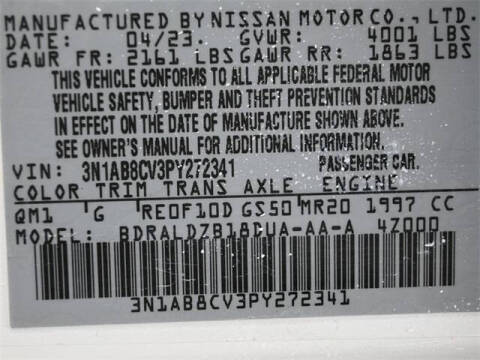 MANUFACTURED BY NISSAN MOTOR CO., LTD.
DATE: 04/23. GVWR: 4001 LBS
GAWR FR: 2161 LBS GAWR RR: 1863 LBS
THIS VEHICLE CONFORMS TO ALL APPLICABLE FEDERAL MOTOR
VEHICLE SAFETY, BUMPER AND THEFT PREVENTION STANDARDS
IN EFFECT ON THE DATE OF MANUFACTURE SHOWN ABOVE.
SEE OWNER'S MANUAL FOR ADDITIONAL INFORMATION.
VIN: 3N1AB8CV3PY272341 PASSENGER CAR.
COLOR TRIM TRANS AXLE ENGINE
QM1 G RE0F10D GS50 MR20 1997 CC
MODEL: BDRALDZB18DUA-AA-A 4Z000
3N1AB8CV3PY272341